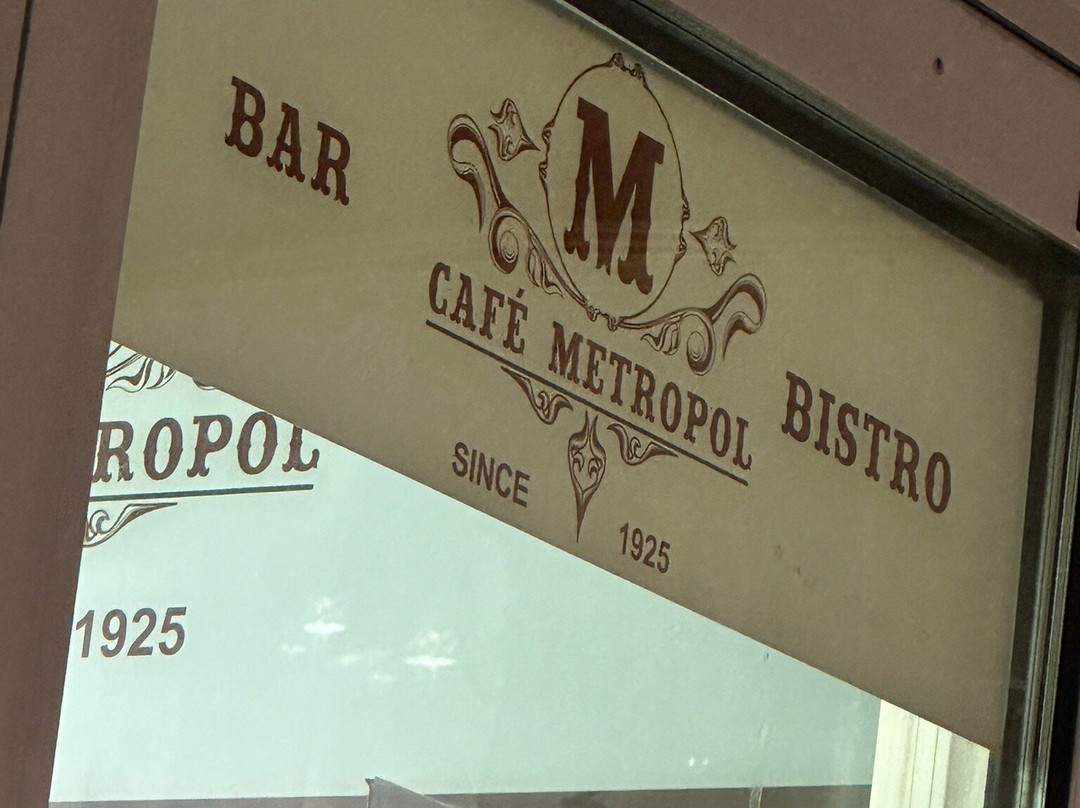 M
BAR
CAFÉ METROPOL
BISTRO
SINCE 1925
ROPOL
1925